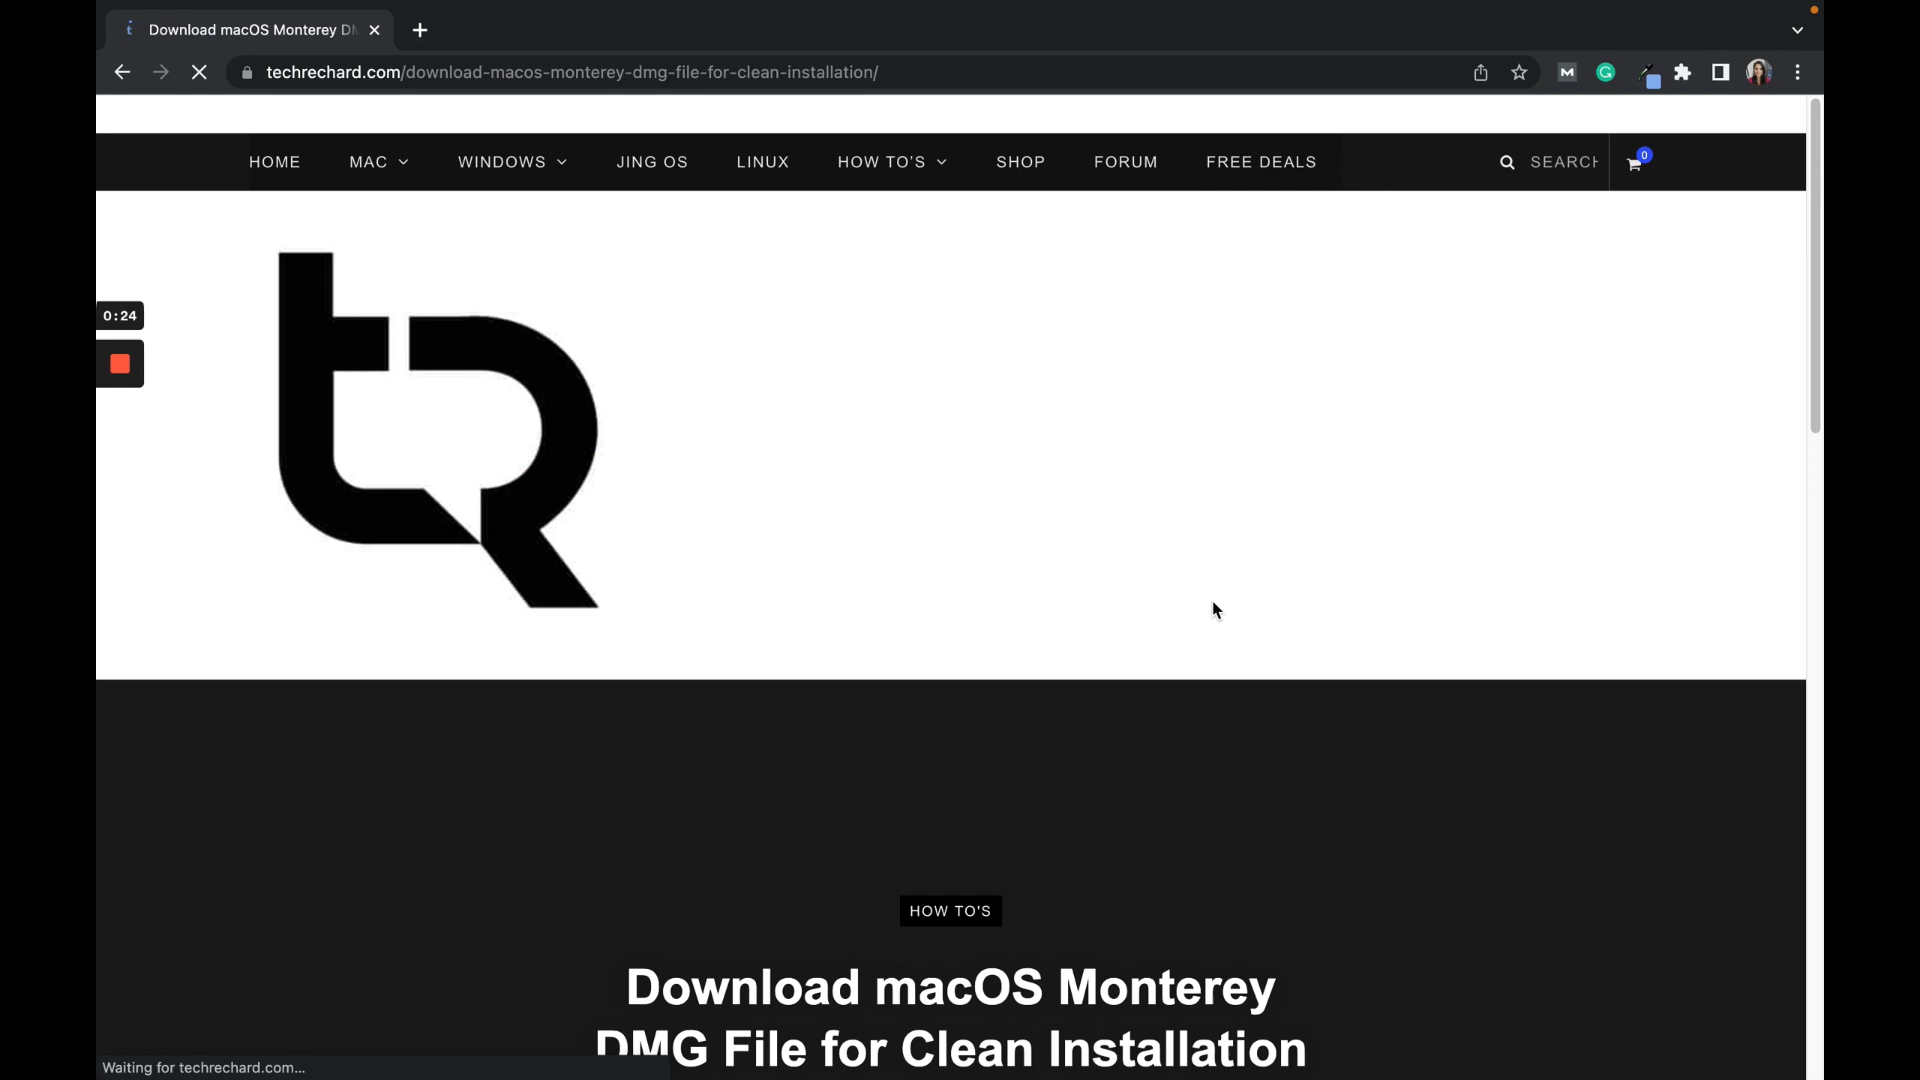 Download macOS Monterey D
techrechard.com/download-macos-monterey-dmg-file-for-clean-installation/
HOME MAC WINDOWS JING OS LINUX HOW TO'S SHOP FORUM FREE DEALS SEARCH 0
0:24
HOW TO'S
Download macOS Monterey
DMG File for Clean Installation
Waiting for techrechard.com...